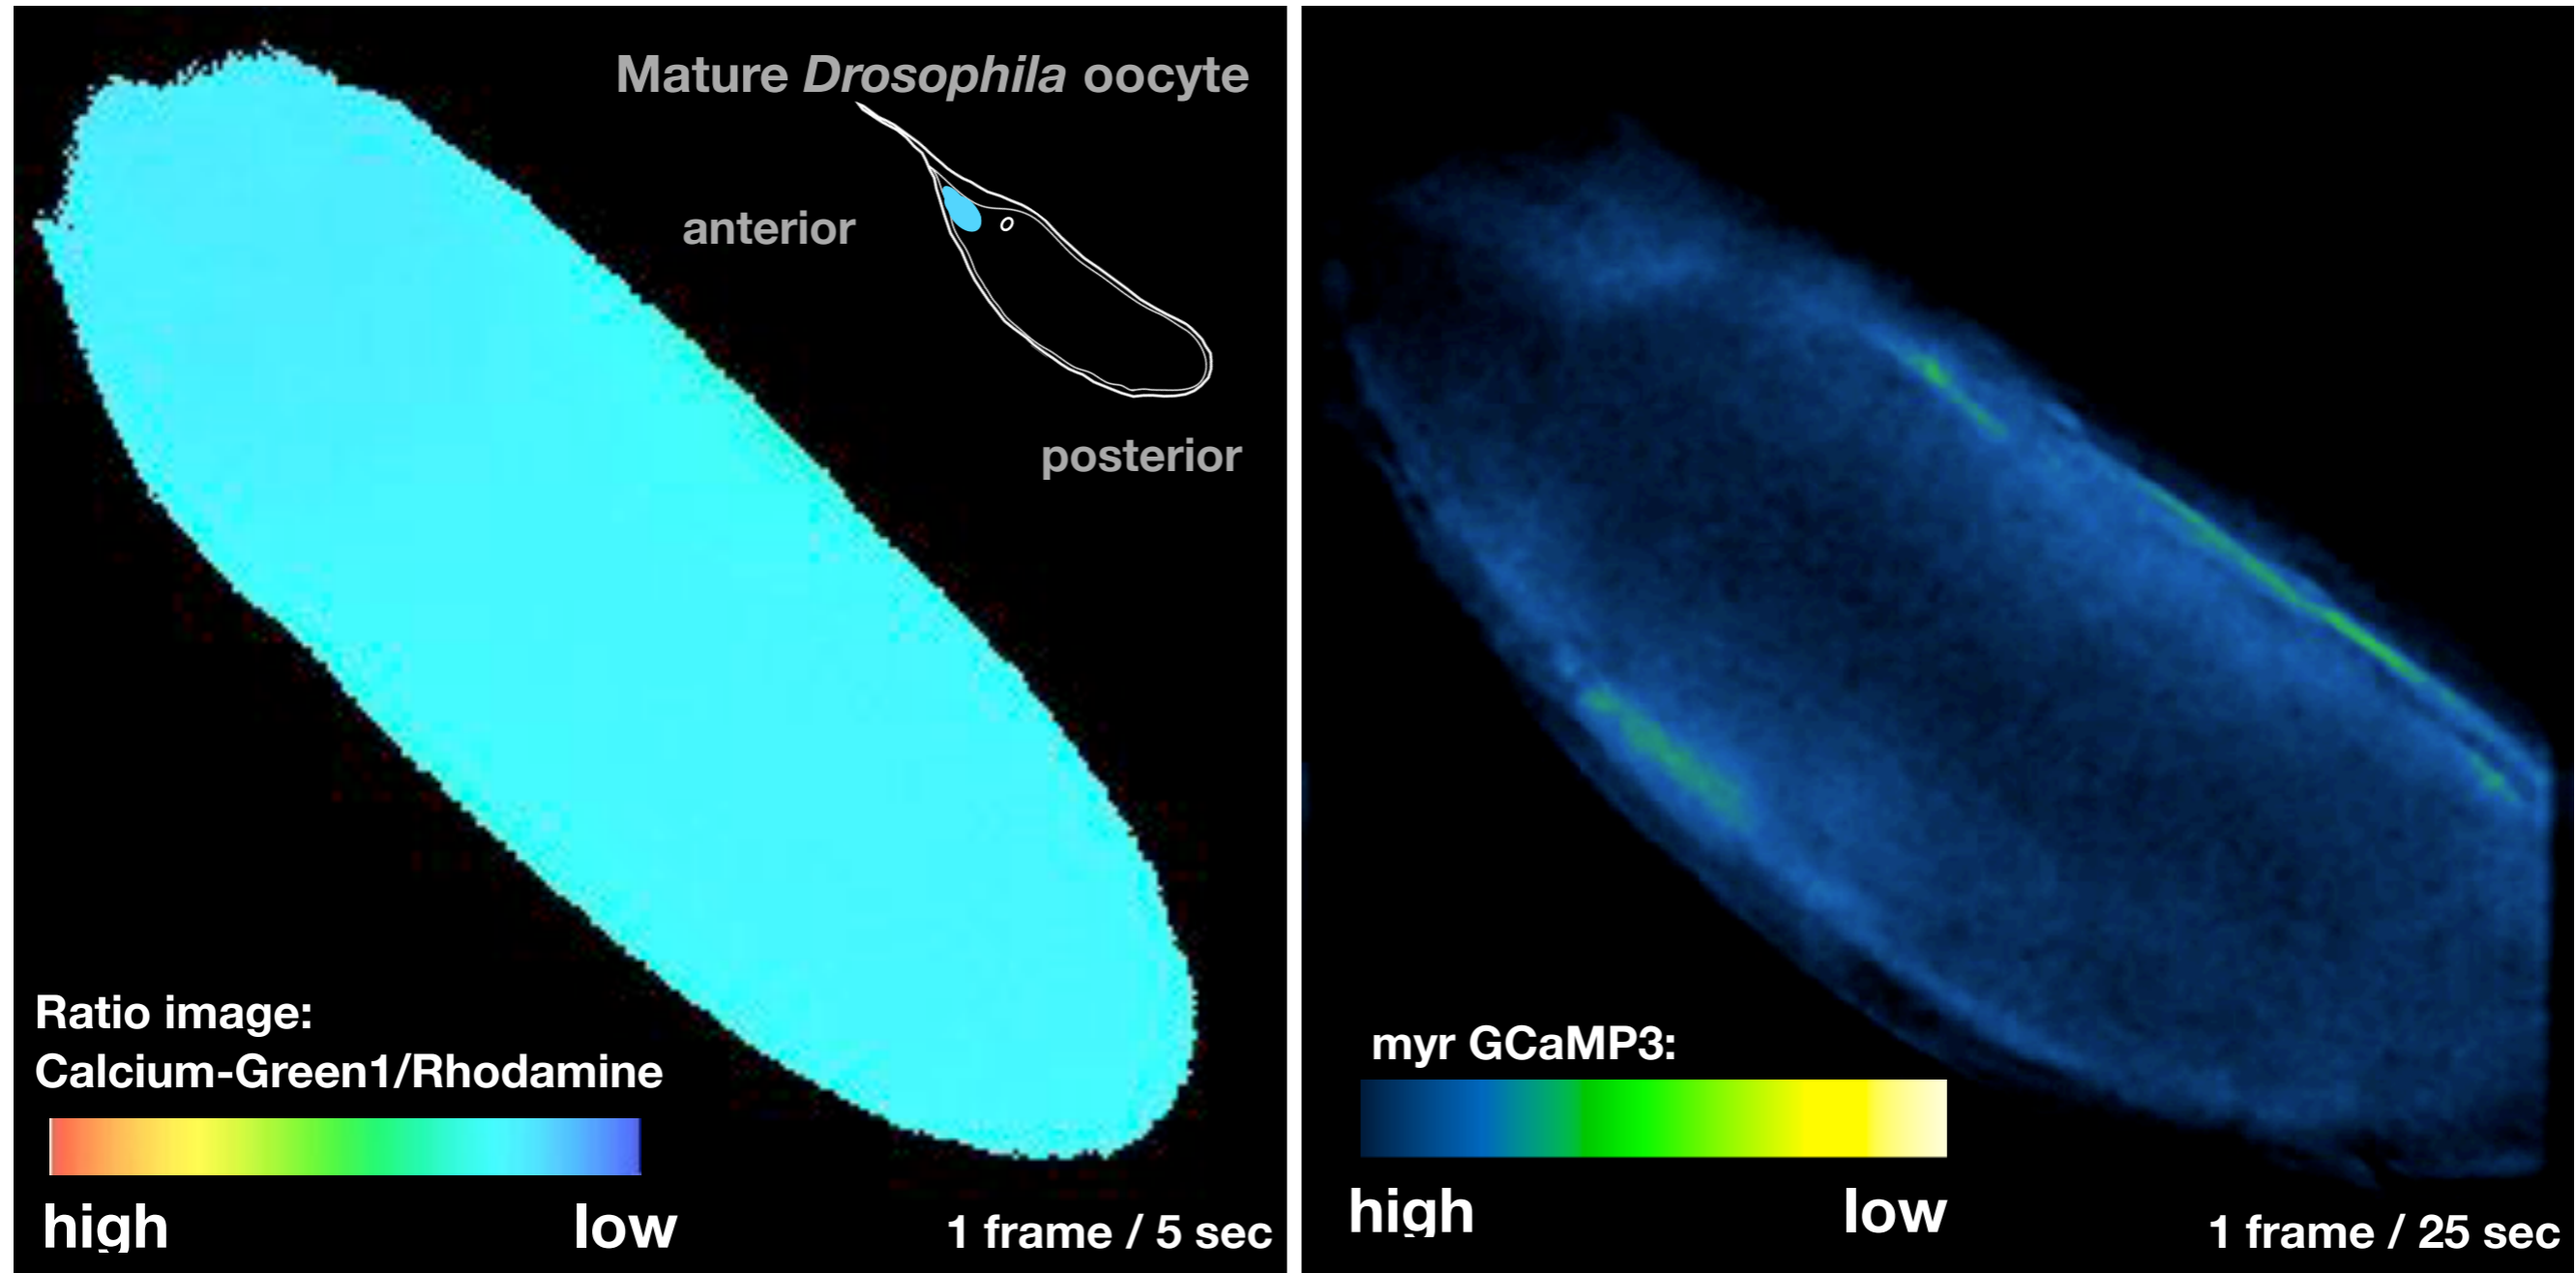 Mature Drosophila oocyte
anterior
posterior
Ratio image:
Calcium-Green1/Rhodamine
high low
1 frame / 5 sec
myr GCaMP3:
high low
1 frame / 25 sec